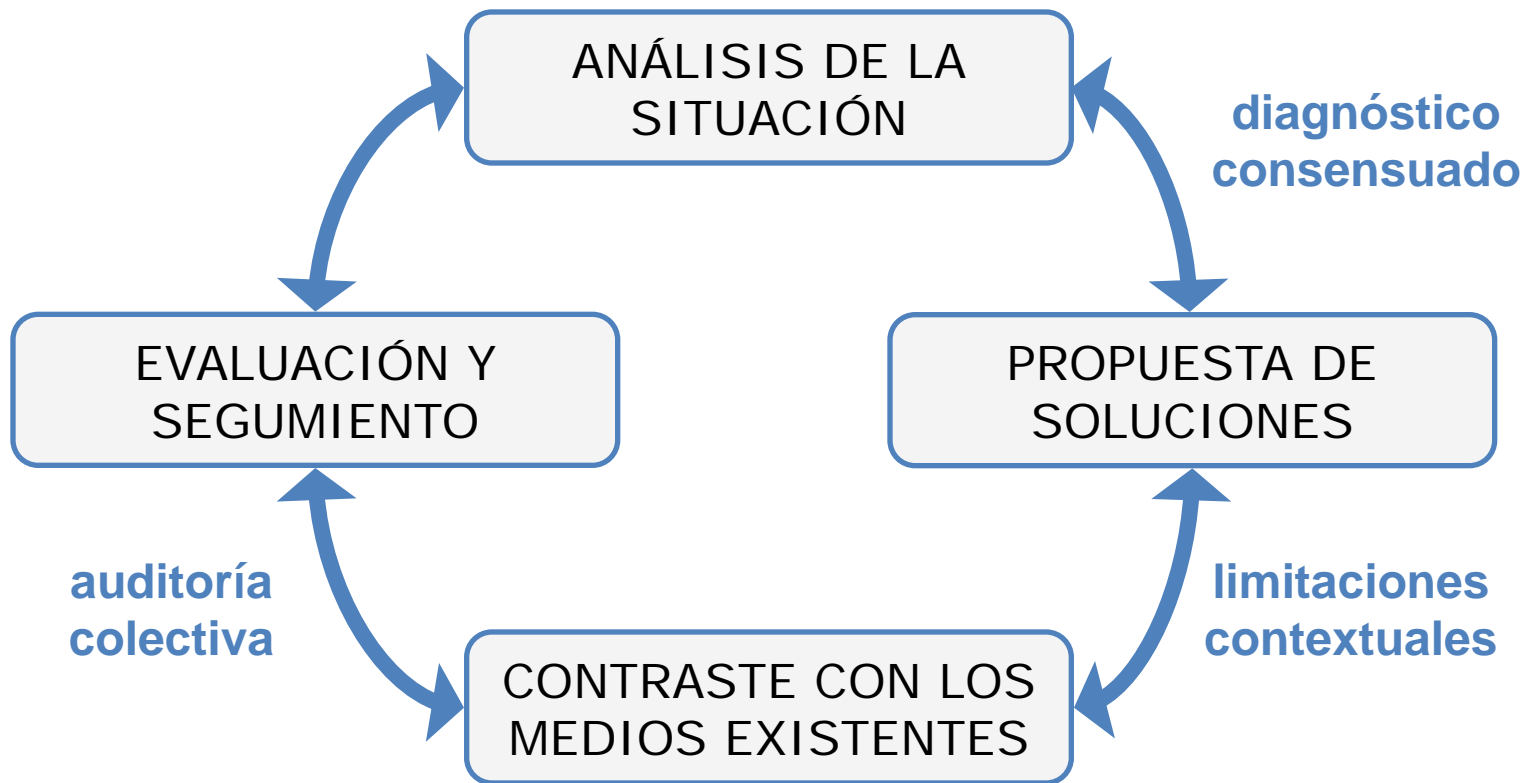 ANÁLISIS DE LA
SITUACIÓN
diagnóstico
consensuado
EVALUACIÓN Y
SEGUMIENTO
PROPUESTA DE
SOLUCIONES
auditoría
colectiva
limitaciones
contextuales
CONTRASTE CON LOS
MEDIOS EXISTENTES